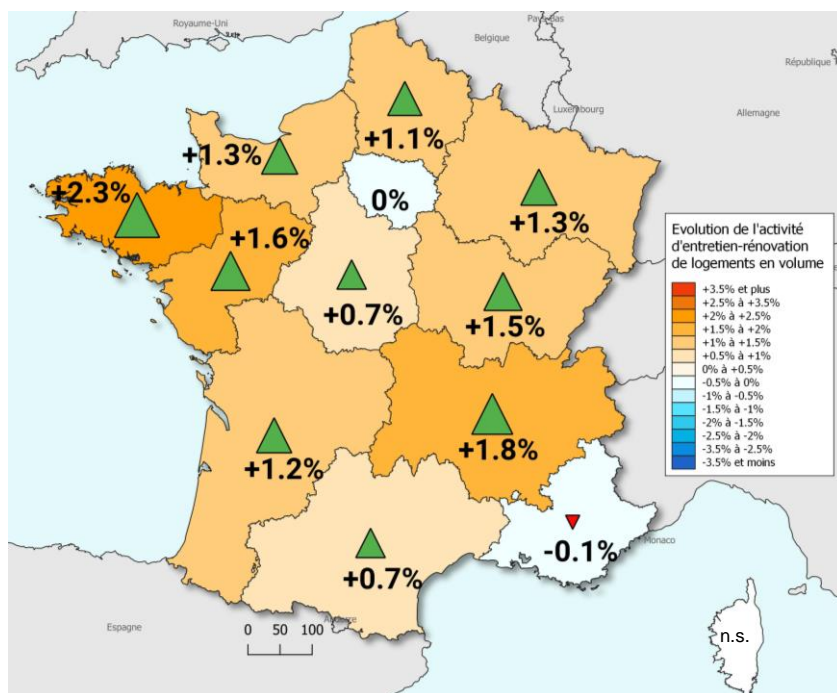 Royaume-Uni
Pays-Bas
Belgique
République
Luxembourg
Allemagne
+1.1%
+1.3%
0%
+2.3%
+1.3%
+1.6%
+0.7%
+1.5%
Evolution de l'activité
d'entretien-rénovation
de logements en volume
+3.5% et plus
+2.5% à +3.5%
+2% à +2.5%
+1.5% à +2%
+1% à +1.5%
+0.5% à +1%
0% à +0.5%
-0.5% à 0%
-1% à -0.5%
-1.5% à -1%
-2% à -1.5%
-2.5% à -2%
-3.5% à -2.5%
-3.5% et moins
+1.2%
+1.8%
-0.1%
Monaco
+0.7%
Espagne
0 50 100
n.s.